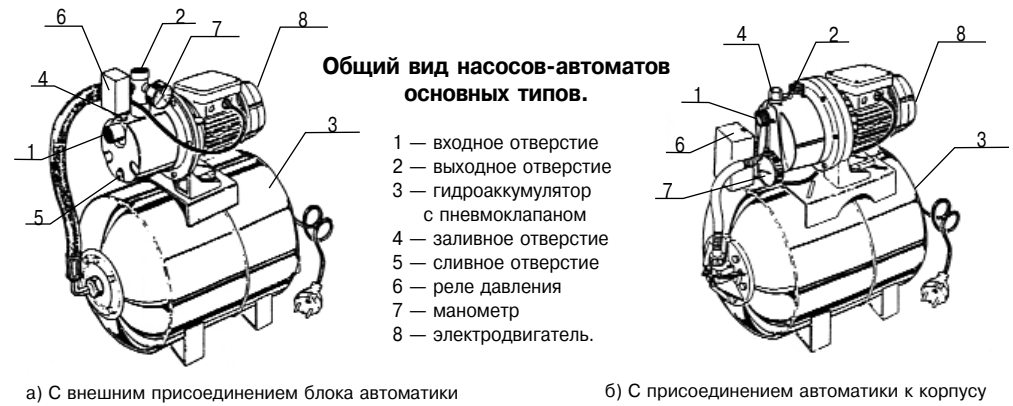 6
2
7
8
4
1
5
3
Общий вид насосов-автоматов
основных типов.
1 — входное отверстие
2 — выходное отверстие
3 — гидроаккумулятор
с пневмоклапаном
4 — заливное отверстие
5 — сливное отверстие
6 — реле давления
7 — манометр
8 — электродвигатель.
4
2
8
1
6
7
3
а) С внешним присоединением блока автоматики
б) С присоединением автоматики к корпусу